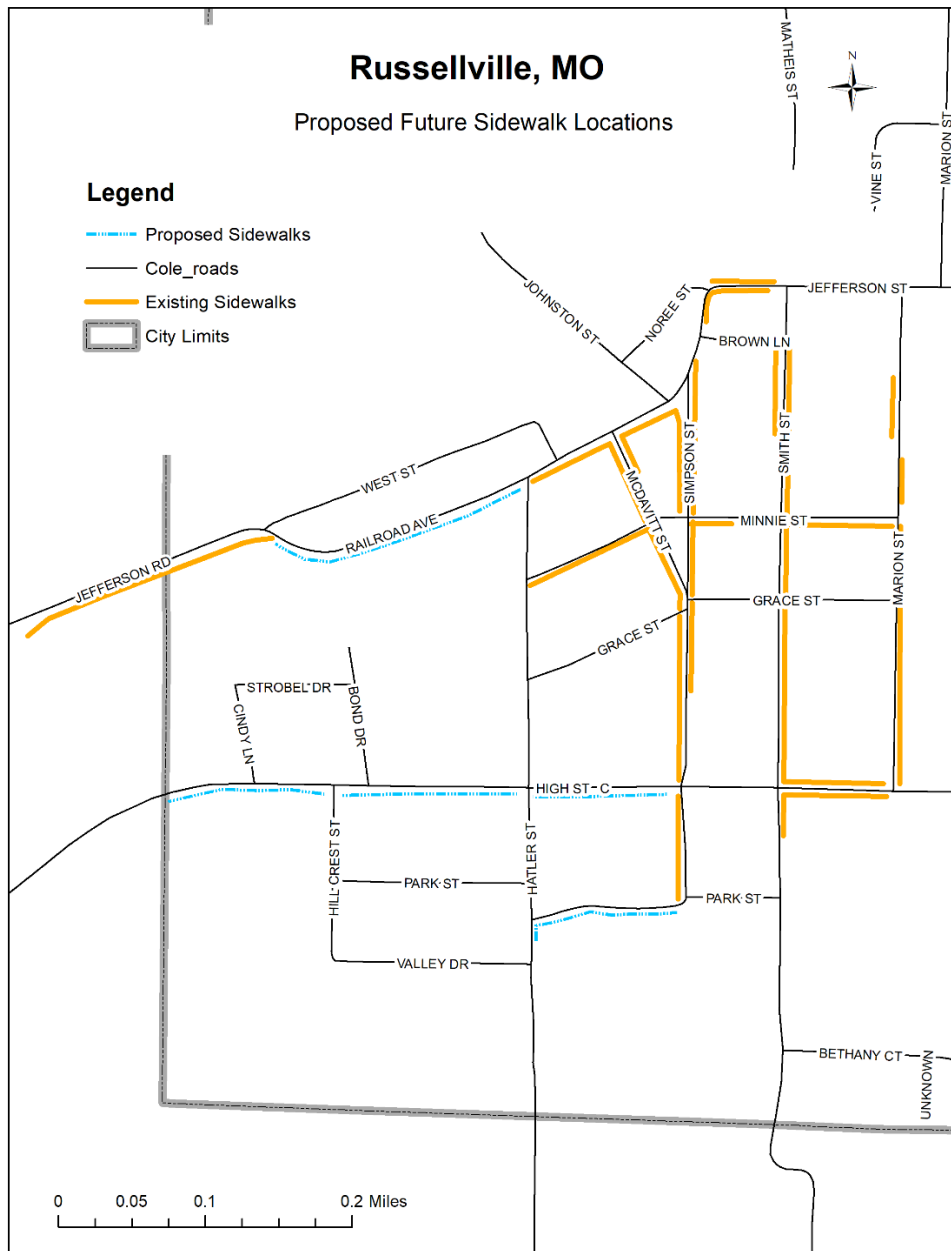 Russellville, MO
Proposed Future Sidewalk Locations
N
Legend
Proposed Sidewalks
Cole_roads
Existing Sidewalks
City Limits
MATHEIS ST
VINE ST
MARION ST
JOHNSTON ST
NOREE ST
JEFFERSON ST
BROWN LN
WEST ST
RAILROAD AVE
MCDAVITT ST
SIMPSON ST
SMITH ST
MINNIE ST
JEFFERSON RD
MARION ST
GRACE ST
GRACE ST
STROBEL DR
CINDY LN
BOND DR
HIGH ST C
HILL CREST ST
HATLER ST
PARK ST
PARK ST
VALLEY DR
BETHANY CT
UNKNOWN
0 0.05 0.1 0.2 Miles